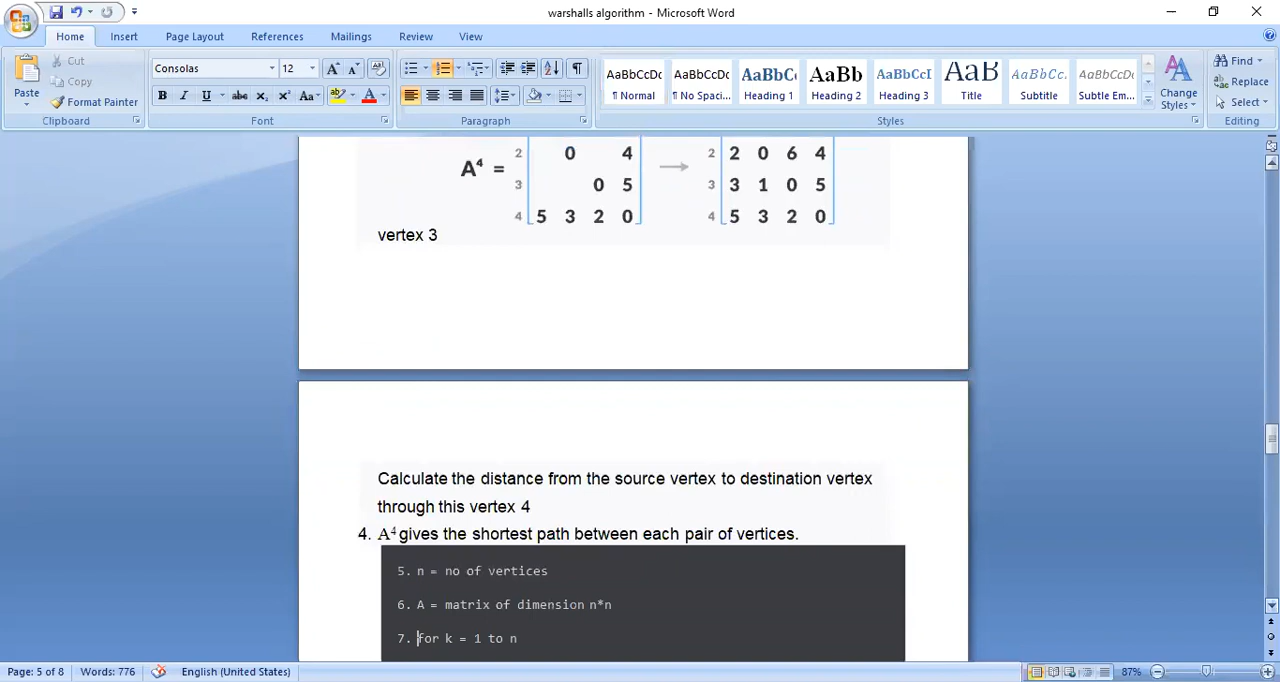 warshalls algorithm - Microsoft Word
Home Insert Page Layout References Mailings Review View
Paste
Cut
Copy
Format Painter
Clipboard
Consolas 12
B I U abc X₂ X² Aa A
Font
Paragraph
AaBbCcDc AaBbCcDc AaBbC AaBb AaBbCcI AaB AaBbCc. AaBbCcDc
¶ Normal ¶ No Spaci... Heading 1 Heading 2 Heading 3 Title Subtitle Subtle Em...
Change Styles
Styles
Find
Replace
Select
Editing
2 0 4 2 2 0 6 4
A⁴ = 3 0 5 → 3 3 1 0 5
4 5 3 2 0 4 5 3 2 0
vertex 3
Calculate the distance from the source vertex to destination vertex
through this vertex 4
4. A⁴ gives the shortest path between each pair of vertices.
5. n = no of vertices
6. A = matrix of dimension n*n
7. for k = 1 to n
Page: 5 of 8 Words: 776 English (United States) 87%